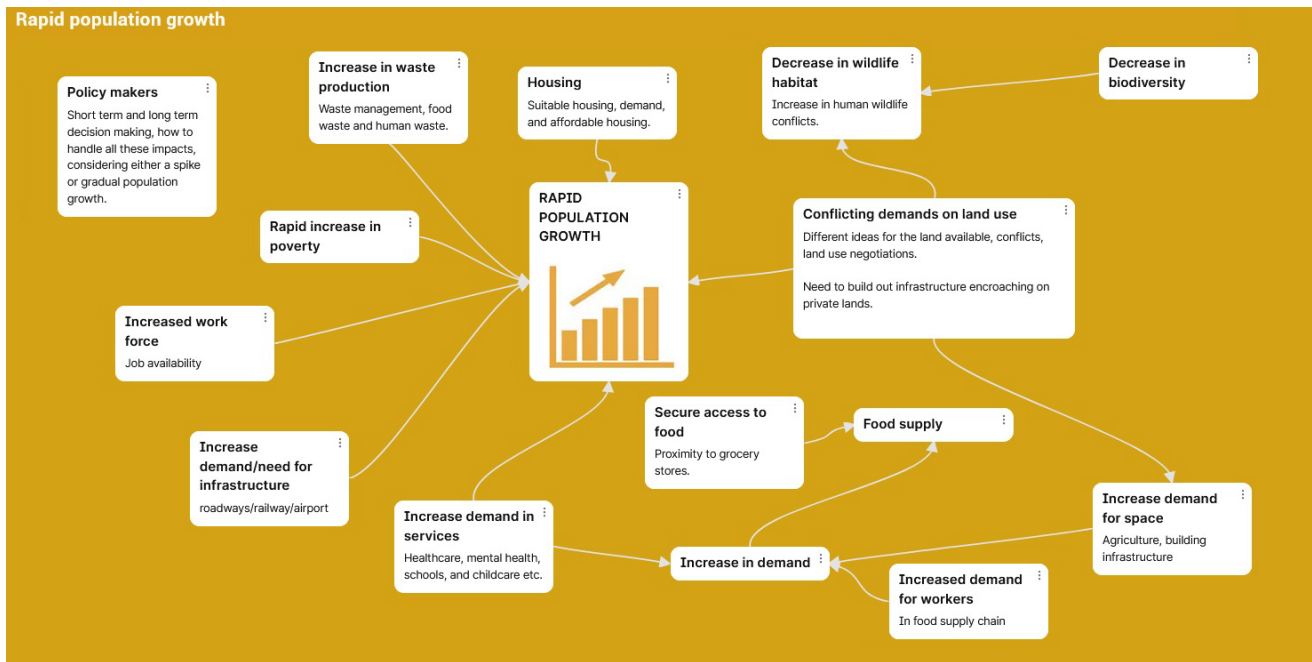 Rapid population growth
Policy makers
Short term and long term
decision making, how to
handle all these impacts,
considering either a spike
or gradual population
growth.
Increase in waste
production
Waste management, food
waste and human waste.
Housing
Suitable housing, demand,
and affordable housing.
Decrease in wildlife
habitat
Increase in human wildlife
conflicts.
Decrease in
biodiversity
Rapid increase in
poverty
RAPID
POPULATION
GROWTH
Conflicting demands on land use
Different ideas for the land available, conflicts,
land use negotiations.
Need to build out infrastructure encroaching on
private lands.
Increased work
force
Job availability
Increase
demand/need for
infrastructure
roadways/railway/airport
Secure access to
food
Proximity to grocery
stores.
Food supply
Increase demand in
services
Healthcare, mental health,
schools, and childcare etc.
Increase in demand
Increase demand
for space
Agriculture, building
infrastructure
Increased demand
for workers
In food supply chain